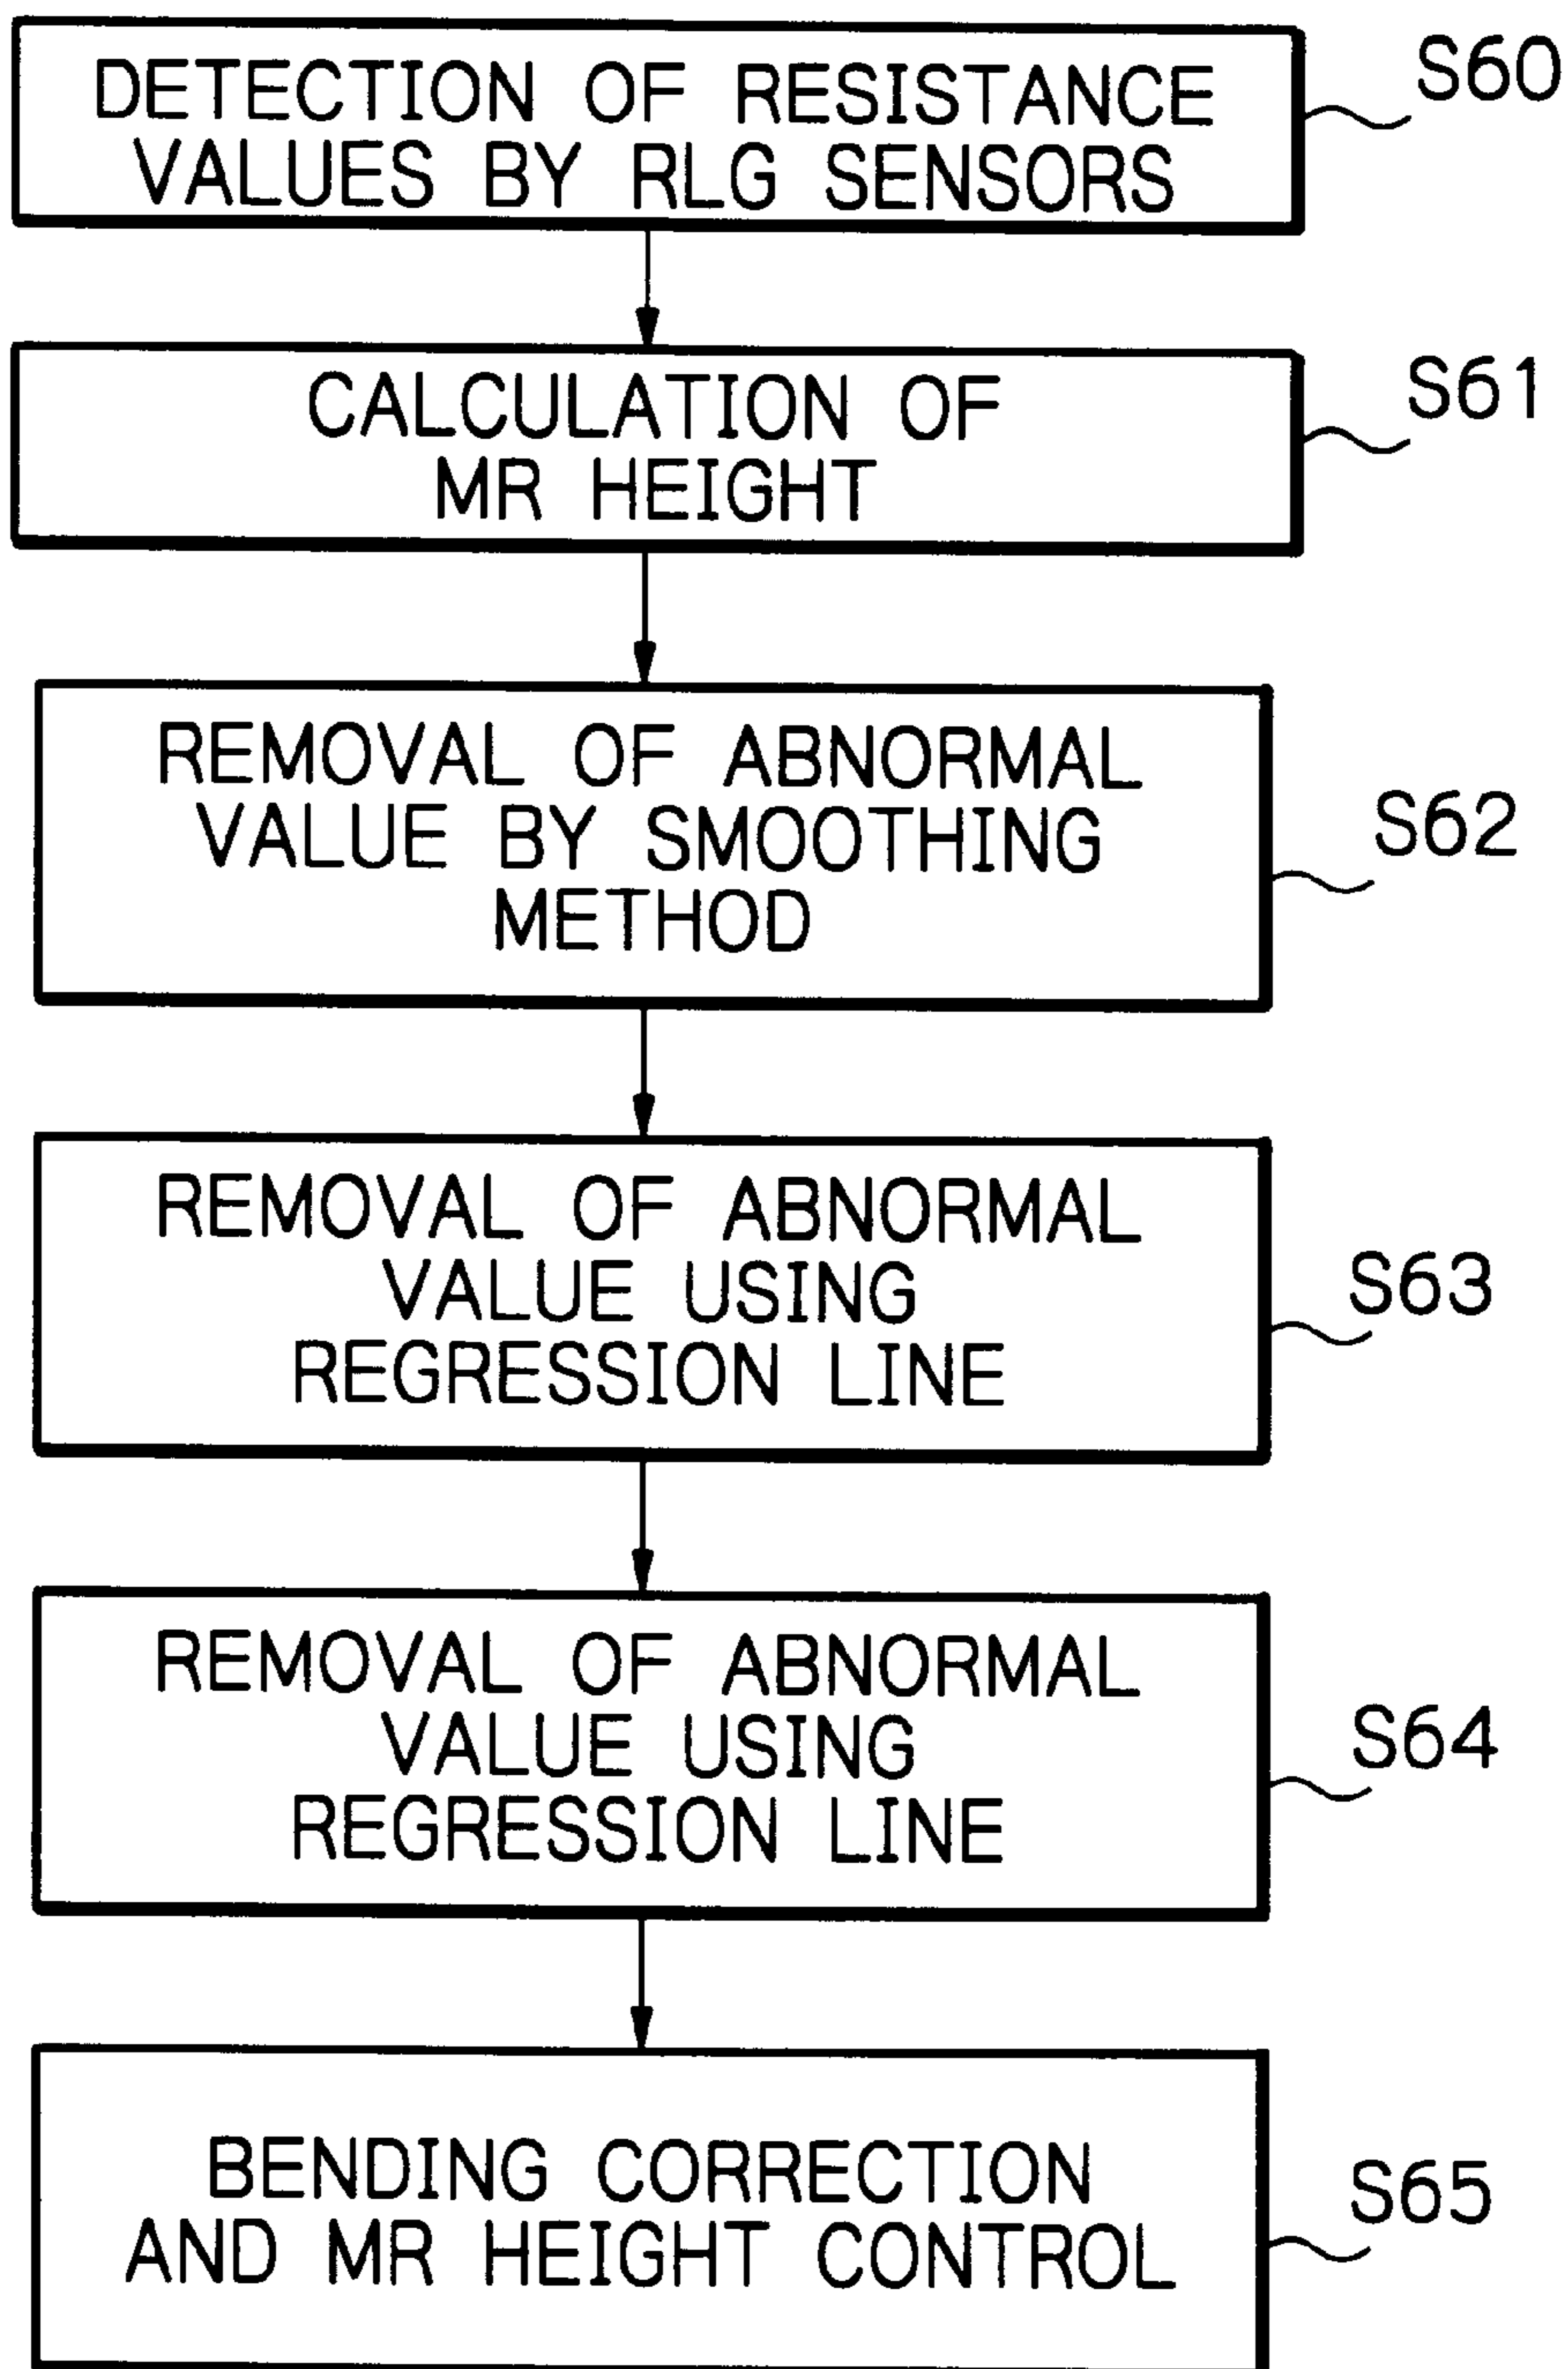 DETECTION OF RESISTANCE
VALUES BY RLG SENSORS
S60
CALCULATION OF
MR HEIGHT
S61
REMOVAL OF ABNORMAL
VALUE BY SMOOTHING
METHOD
S62
REMOVAL OF ABNORMAL
VALUE USING
REGRESSION LINE
S63
REMOVAL OF ABNORMAL
VALUE USING
REGRESSION LINE
S64
BENDING CORRECTION
AND MR HEIGHT CONTROL
S65